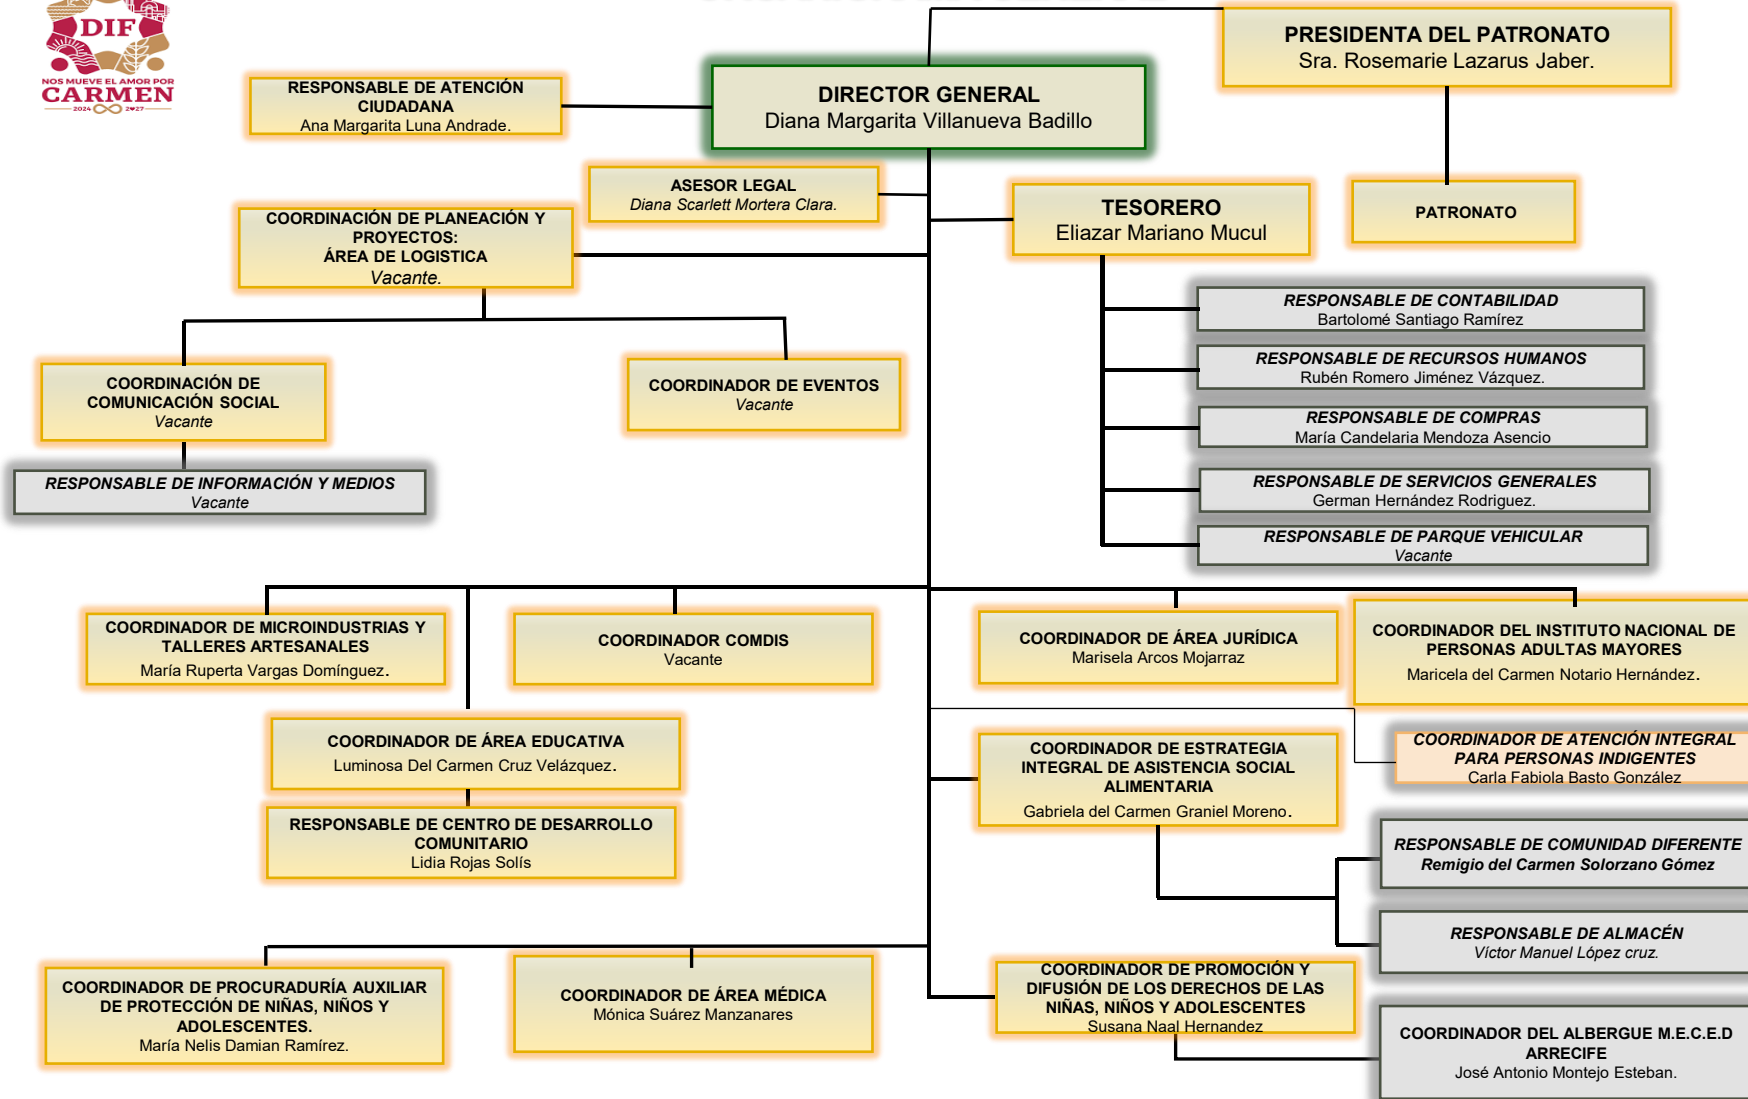 DIF
NOS MUEVE EL AMOR POR
CARMEN
2024 2027
PRESIDENTA DEL PATRONATO
Sra. Rosemarie Lazarus Jaber.
RESPONSABLE DE ATENCIÓN
CIUDADANA
Ana Margarita Luna Andrade.
DIRECTOR GENERAL
Diana Margarita Villanueva Badillo
ASESOR LEGAL
Diana Scarlett Mortera Clara.
TESORERO
Eliazar Mariano Mucul
PATRONATO
COORDINACIÓN DE PLANEACIÓN Y
PROYECTOS:
ÁREA DE LOGISTICA
Vacante.
RESPONSABLE DE CONTABILIDAD
Bartolomé Santiago Ramírez
RESPONSABLE DE RECURSOS HUMANOS
Rubén Romero Jiménez Vázquez.
RESPONSABLE DE COMPRAS
María Candelaria Mendoza Asencio
RESPONSABLE DE SERVICIOS GENERALES
German Hernández Rodriguez.
RESPONSABLE DE PARQUE VEHICULAR
Vacante
COORDINACIÓN DE
COMUNICACIÓN SOCIAL
Vacante
COORDINADOR DE EVENTOS
Vacante
RESPONSABLE DE INFORMACIÓN Y MEDIOS
Vacante
COORDINADOR DE MICROINDUSTRIAS Y
TALLERES ARTESANALES
María Ruperta Vargas Domínguez.
COORDINADOR COMDIS
Vacante
COORDINADOR DE ÁREA JURÍDICA
Marisela Arcos Mojarraz
COORDINADOR DEL INSTITUTO NACIONAL DE
PERSONAS ADULTAS MAYORES
Maricela del Carmen Notario Hernández.
COORDINADOR DE ÁREA EDUCATIVA
Luminosa Del Carmen Cruz Velázquez.
RESPONSABLE DE CENTRO DE DESARROLLO
COMUNITARIO
Lidia Rojas Solís
COORDINADOR DE ESTRATEGIA
INTEGRAL DE ASISTENCIA SOCIAL
ALIMENTARIA
Gabriela del Carmen Graniel Moreno.
COORDINADOR DE ATENCIÓN INTEGRAL
PARA PERSONAS INDIGENTES
Carla Fabiola Basto González
RESPONSABLE DE COMUNIDAD DIFERENTE
Remigio del Carmen Solorzano Gómez
RESPONSABLE DE ALMACÉN
Víctor Manuel López cruz.
COORDINADOR DE PROCURADURÍA AUXILIAR
DE PROTECCIÓN DE NIÑAS, NIÑOS Y
ADOLESCENTES.
María Nelis Damian Ramírez.
COORDINADOR DE ÁREA MÉDICA
Mónica Suárez Manzanares
COORDINADOR DE PROMOCIÓN Y
DIFUSIÓN DE LOS DERECHOS DE LAS
NIÑAS, NIÑOS Y ADOLESCENTES
Susana Naal Hernandez
COORDINADOR DEL ALBERGUE M.E.C.E.D
ARRECIFE
José Antonio Montejo Esteban.